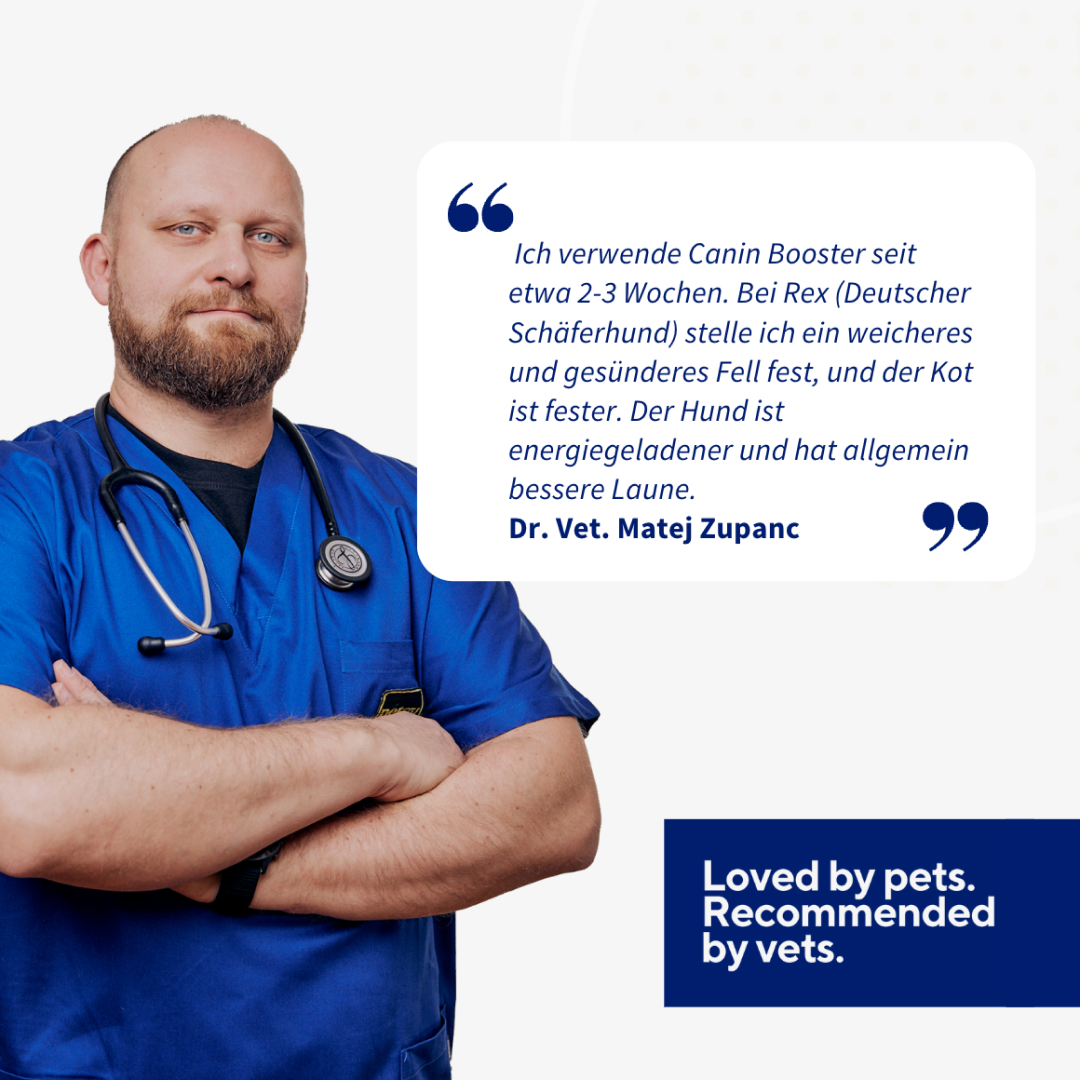 Ich verwende Canin Booster seit
etwa 2-3 Wochen. Bei Rex (Deutscher
Schäferhund) stelle ich ein weicheres
und gesünderes Fell fest, und der Kot
ist fester. Der Hund ist
energiegeladener und hat allgemein
bessere Laune.
Dr. Vet. Matej Zupanc
Loved by pets.
Recommended
by vets.